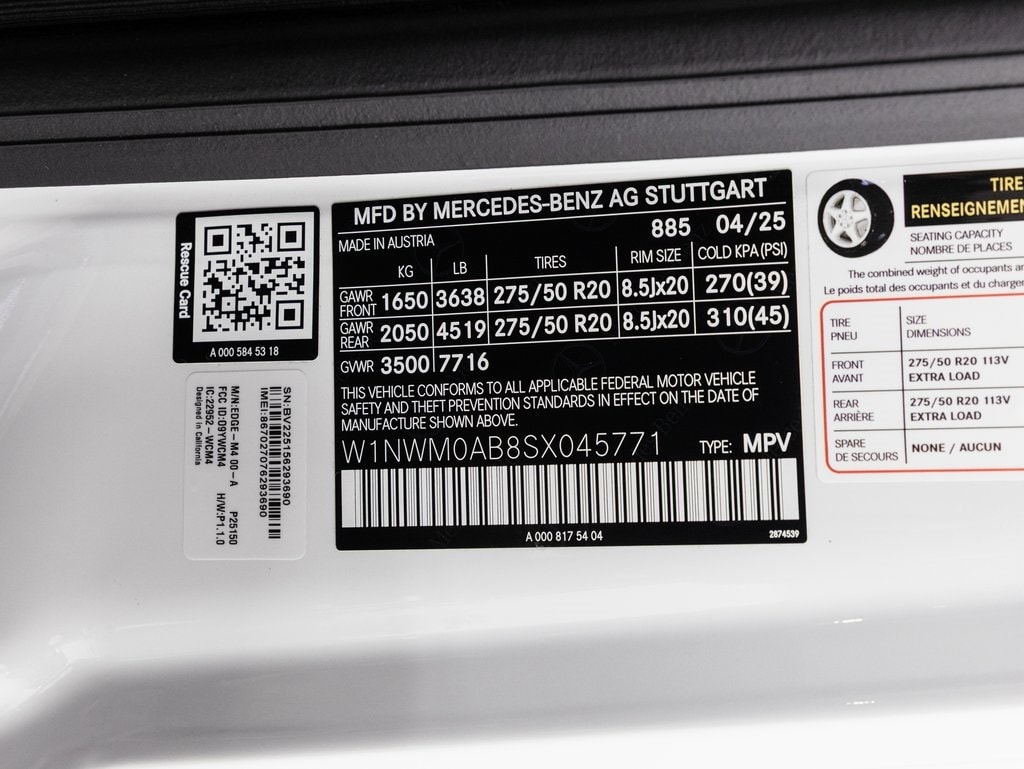 Rescue Card
A 000 584 53 18
SN:BV225156293690
IMEI:867027076293690
M/N:EDGE-M4 00-A P25150
FCC ID:O9YWCM4 H/W:P1.1.0
IC:22952-WCM4
Designed in California
MFD BY MERCEDES-BENZ AG STUTTGART
885 04/25
MADE IN AUSTRIA
KG LB TIRES RIM SIZE COLD KPA(PSI)
GAWR FRONT 1650 3638 275/50 R20 8.5Jx20 270(39)
GAWR REAR 2050 4519 275/50 R20 8.5Jx20 310(45)
GVWR 3500 7716
THIS VEHICLE CONFORMS TO ALL APPLICABLE FEDERAL MOTOR VEHICLE
SAFETY AND THEFT PREVENTION STANDARDS IN EFFECT ON THE DATE OF
MANUFACTURE SHOWN ABOVE.
W1NWM0AB8SX045771 TYPE: MPV
A 000 817 54 04
2874539
TIRE
RENSEIGNEMEN
SEATING CAPACITY
NOMBRE DE PLACES
The combined weight of occupants a
Le poids total des occupants et du charge
TIRE
PNEU
SIZE
DIMENSIONS
FRONT
AVANT
275/50 R20 113V
EXTRA LOAD
REAR
ARRIÈRE
275/50 R20 113V
EXTRA LOAD
SPARE
DE SECOURS
NONE / AUCUN